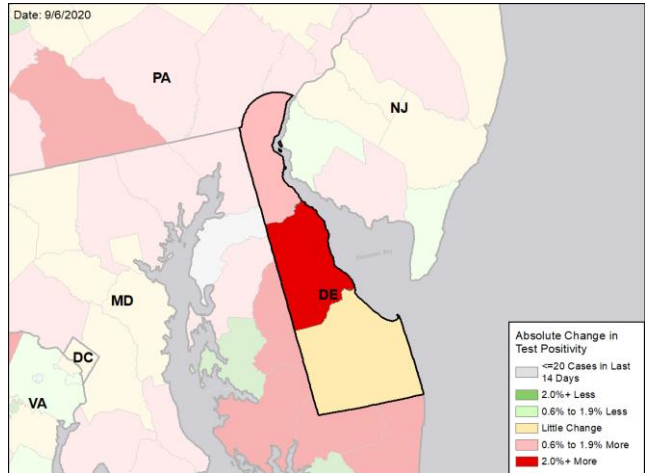 Date: 9/6/2020
PA
NJ
Delaware Bay
DE
MD
DC
VA
Absolute Change in
Test Positivity
<=20 Cases in Last
14 Days
2.0%+ Less
0.6% to 1.9% Less
Little Change
0.6% to 1.9% More
2.0%+ More